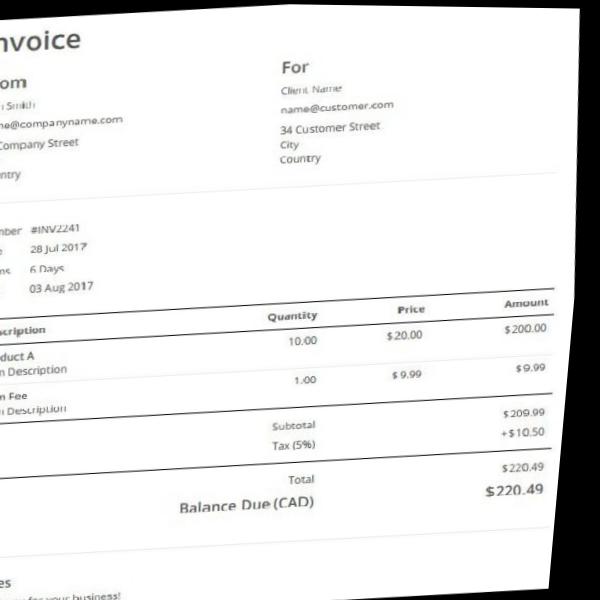 nvoice
om
For
Smith
Client Name
ne@companyname.com
name@customer.com
Company Street
34 Customer Street
City
ntry
Country
nber #INV2241
e 28 Jul 2017
ns 6 Days
03 Aug 2017
scription Quantity Price Amount
duct A 10.00 $20.00 $200.00
n Description
n Fee 1.00 $9.99 $9.99
n Description
Subtotal $209.99
Tax (5%) +$10.50
Total $220.49
Balance Due (CAD) $220.49
es
for your business!